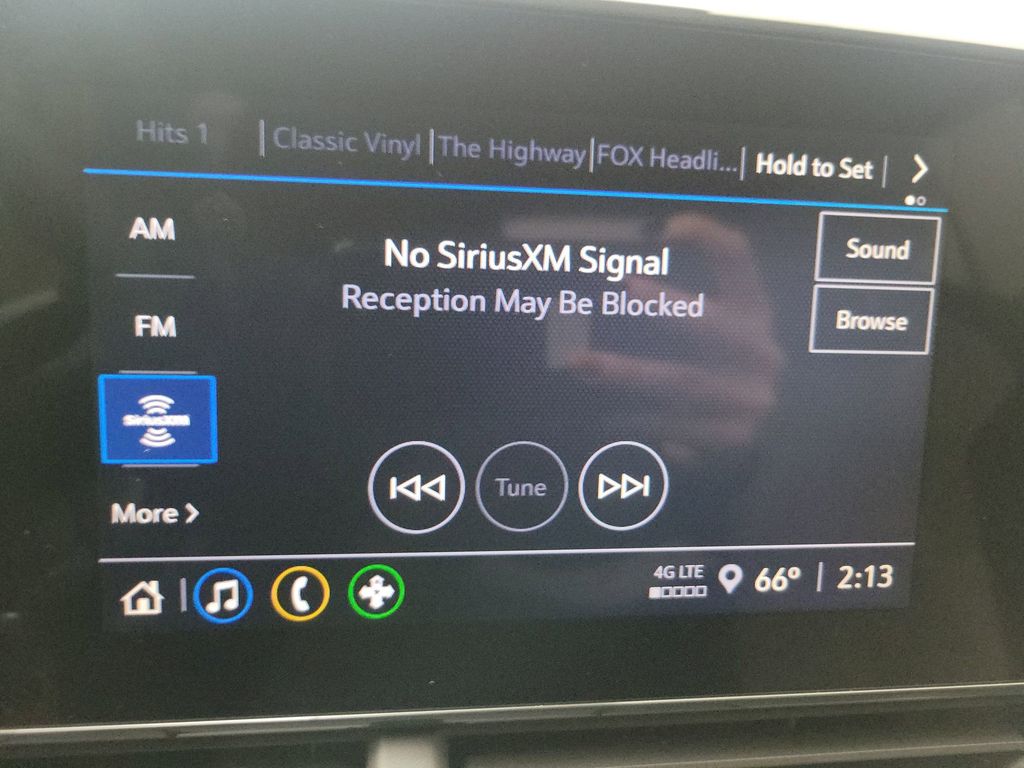 Hits 1 | Classic Vinyl | The Highway | FOX Headli... | Hold to Set |
AM
No SiriusXM Signal
Sound
Reception May Be Blocked
FM
Browse
SiriusXM
Tune
More
4G LTE
66° | 2:13